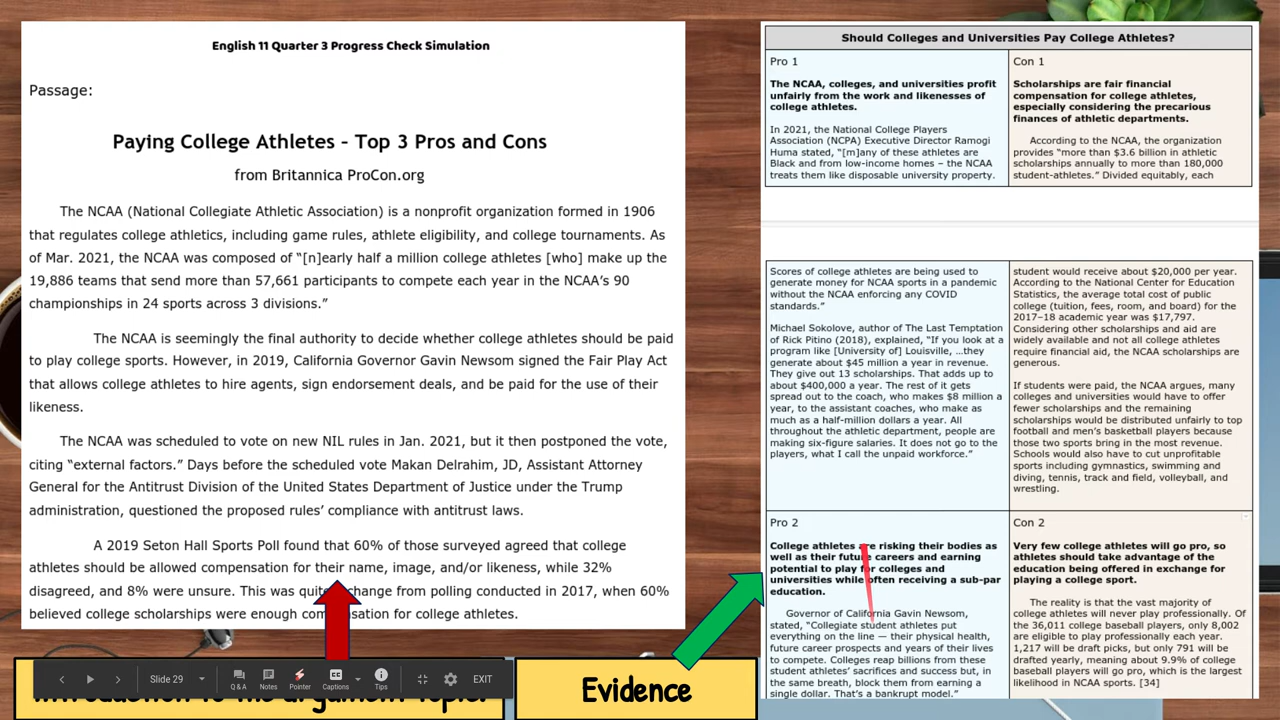 English 11 Quarter 3 Progress Check Simulation
Passage:
Paying College Athletes – Top 3 Pros and Cons
from Britannica ProCon.org
The NCAA (National Collegiate Athletic Association) is a nonprofit organization formed in 1906
that regulates college athletics, including game rules, athlete eligibility, and college tournaments. As
of Mar. 2021, the NCAA was composed of “[n]early half a million college athletes [who] make up the
19,886 teams that send more than 57,661 participants to compete each year in the NCAA’s 90
championships in 24 sports across 3 divisions.”
The NCAA is seemingly the final authority to decide whether college athletes should be paid
to play college sports. However, in 2019, California Governor Gavin Newsom signed the Fair Play Act
that allows college athletes to hire agents, sign endorsement deals, and be paid for the use of their
likeness.
The NCAA was scheduled to vote on new NIL rules in Jan. 2021, but it then postponed the vote,
citing “external factors.” Days before the scheduled vote Makan Delrahim, JD, Assistant Attorney
General for the Antitrust Division of the United States Department of Justice under the Trump
administration, questioned the proposed rules’ compliance with antitrust laws.
A 2019 Seton Hall Sports Poll found that 60% of those surveyed agreed that college
athletes should be allowed compensation for their name, image, and/or likeness, while 32%
disagreed, and 8% were unsure. This was quite change from polling conducted in 2017, when 60%
believed college scholarships were enough compensation for college athletes.
Should Colleges and Universities Pay College Athletes?
Pro 1
The NCAA, colleges, and universities profit
unfairly from the work and likenesses of
college athletes.
In 2021, the National College Players
Association (NCPA) Executive Director Ramogi
Huma stated, “[m]any of these athletes are
Black and from low-income homes – the NCAA
treats them like disposable university property.
Con 1
Scholarships are fair financial
compensation for college athletes,
especially considering the precarious
finances of athletic departments.
According to the NCAA, the organization
provides “more than $3.6 billion in athletic
scholarships annually to more than 180,000
student-athletes.” Divided equitably, each
Scores of college athletes are being used to
generate money for NCAA sports in a pandemic
without the NCAA enforcing any COVID
standards.”
Michael Sokolove, author of The Last Temptation
of Rick Pitino (2018), explained, “If you look at a
program like [University of] Louisville, …they
generate about $45 million a year in revenue.
They give out 13 scholarships. That adds up to
about $400,000 a year. The rest of it gets
spread out to the coach, who makes $8 million a
year, to the assistant coaches, who make as
much as a half-million dollars a year. All
throughout the athletic department, people are
making six-figure salaries. It does not go to the
players, what I call the unpaid workforce.”
student would receive about $20,000 per year.
According to the National Center for Education
Statistics, the average total cost of public
college (tuition, fees, room, and board) for the
2017–18 academic year was $17,797.
Considering other scholarships and aid are
widely available and not all college athletes
require financial aid, the NCAA scholarships are
generous.
If students were paid, the NCAA argues, many
colleges and universities would have to offer
fewer scholarships and the remaining
scholarships would be distributed unfairly to top
football and men’s basketball players because
those two sports bring in the most revenue.
Schools would also have to cut unprofitable
sports including gymnastics, swimming and
diving, tennis, track and field, volleyball, and
wrestling.
Pro 2
College athletes are risking their bodies as
well as their future careers and earning
potential to play for colleges and
universities while often receiving a sub-par
education.
Governor of California Gavin Newsom,
stated, “Collegiate student athletes put
everything on the line — their physical health,
future career prospects and years of their lives
to compete. Colleges reap billions from these
student athletes’ sacrifices and success but, in
the same breath, block them from earning a
single dollar. That’s a bankrupt model.”
Con 2
Very few college athletes will go pro, so
athletes should take advantage of the
education being offered in exchange for
playing a college sport.
The reality is that the vast majority of
college athletes will never play professionally. Of
the 36,011 college baseball players, only 8,002
are eligible to play professionally each year.
1,217 will be draft picks, but only 791 will be
drafted yearly, meaning about 9.9% of college
baseball players will go pro, which is the largest
likelihood in NCAA sports. [34]
Slide 29
Q & A
Notes
Pointer
Captions
Tips
EXIT
Evidence